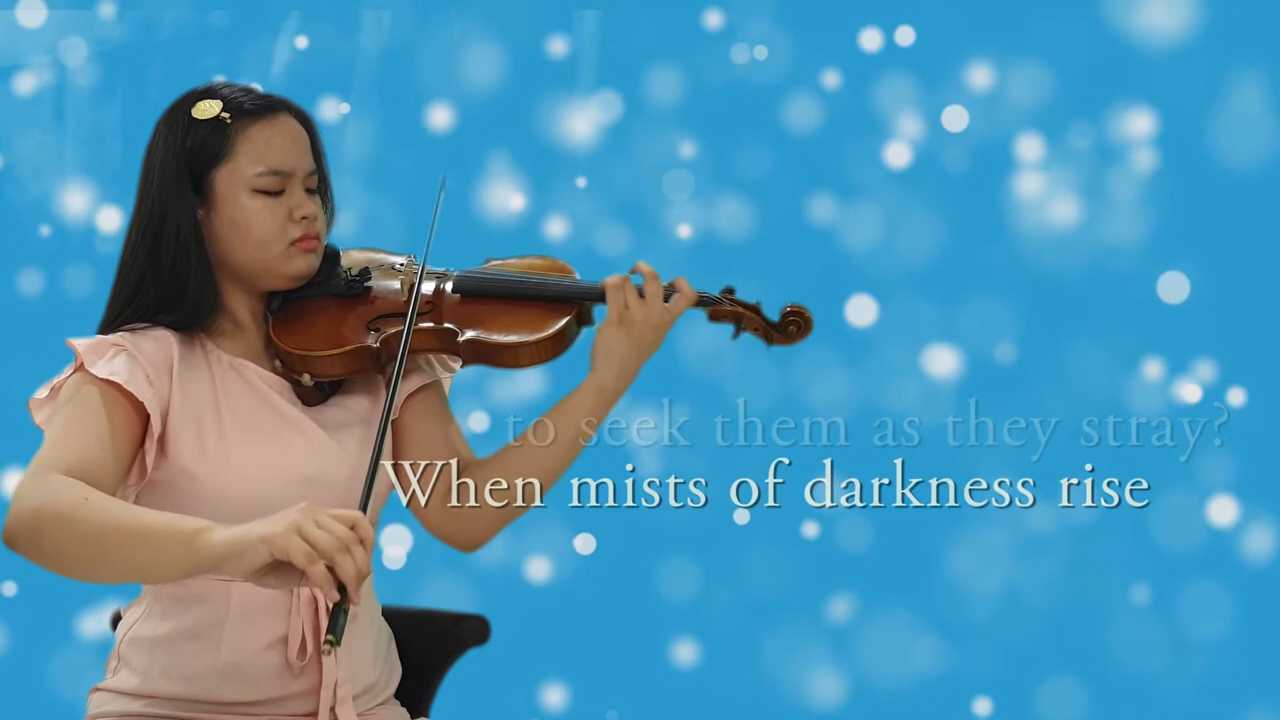 to seek them as they stray?
When mists of darkness rise